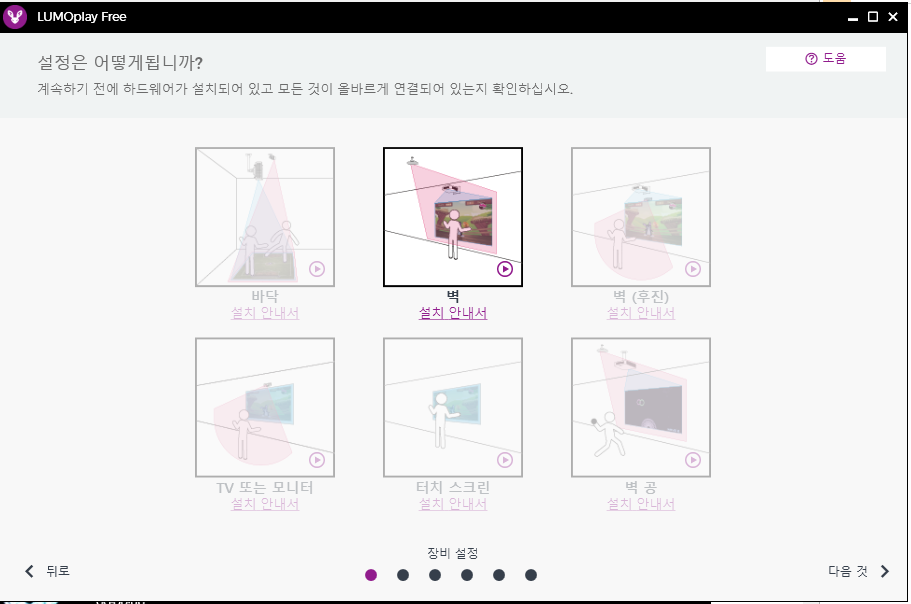 LUMOplay Free
설정은 어떻게됩니까?
도움
계속하기 전에 하드웨어가 설치되어 있고 모든 것이 올바르게 연결되어 있는지 확인하십시오.
바닥
설치 안내서
벽
설치 안내서
벽 (후진)
설치 안내서
TV 또는 모니터
설치 안내서
터치 스크린
설치 안내서
벽 공
설치 안내서
장비 설정
뒤로
다음 것